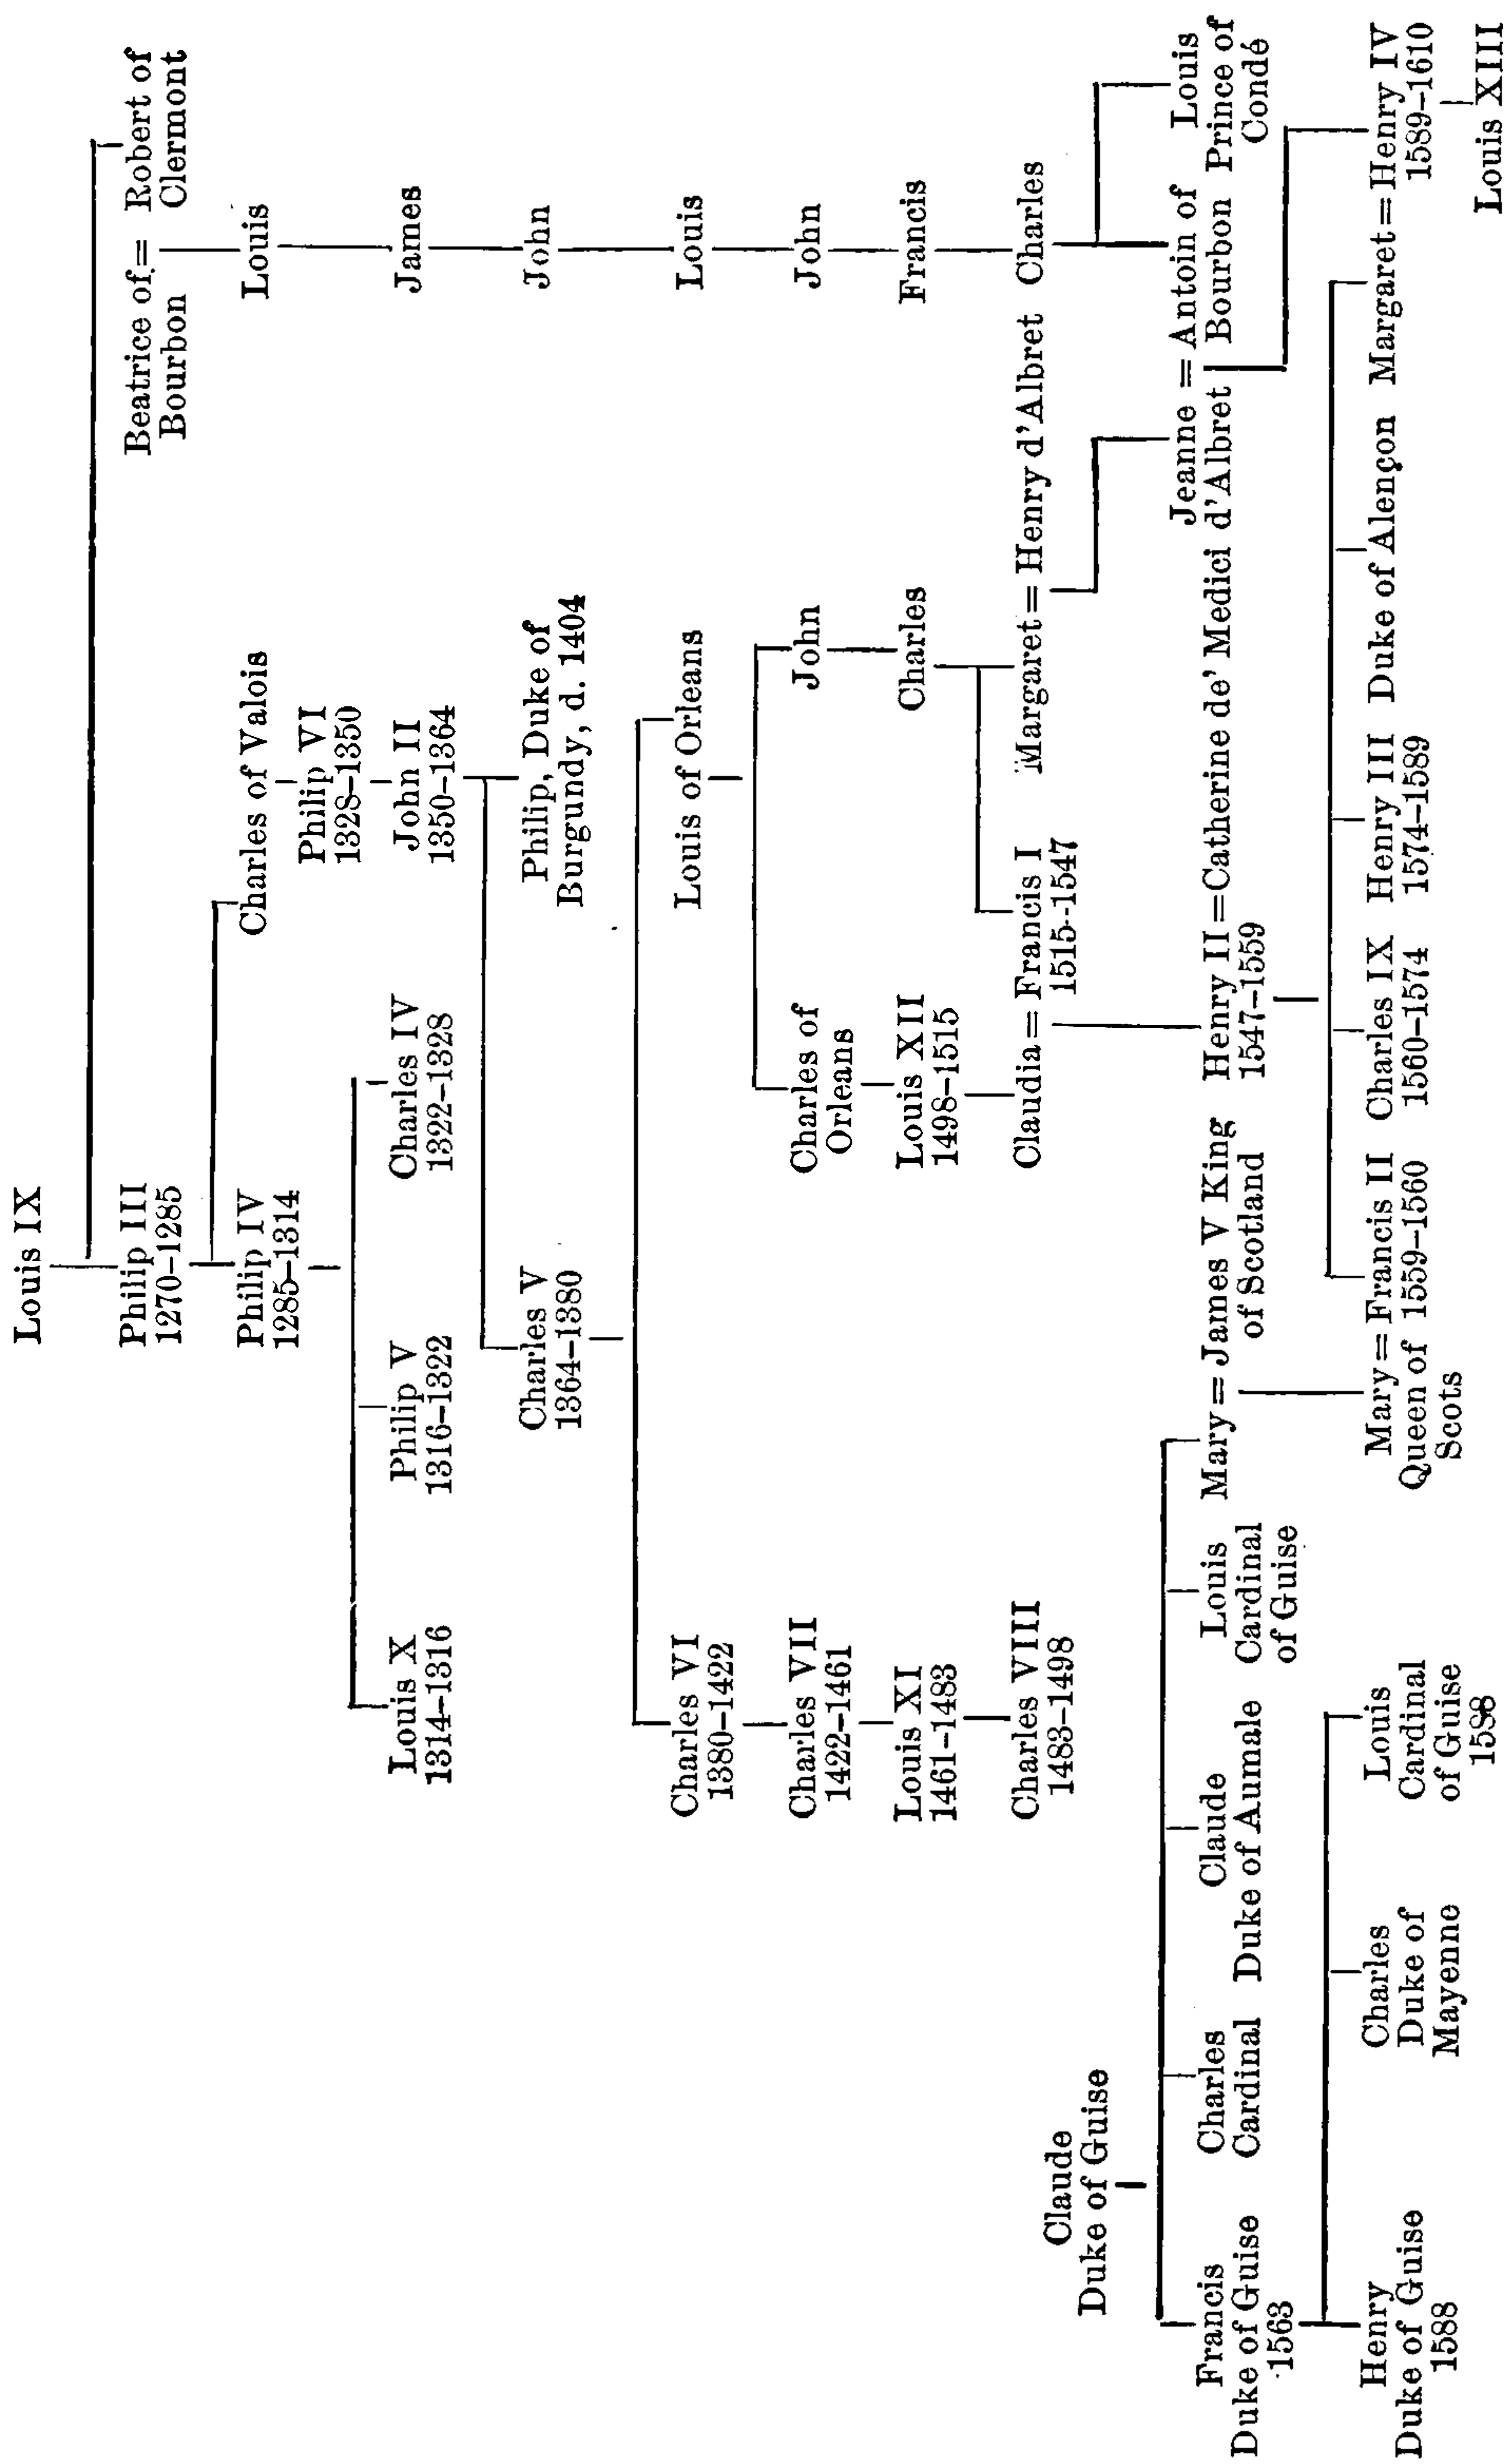 Louis IX
Philip III
1270–1285
Beatrice of = Robert of
Bourbon Clermont
Philip IV
1285–1314
Charles of Valois
Louis
Philip VI
1328–1350
Louis X
1314–1316
Philip V
1316–1322
Charles IV
1322–1328
John II
1350–1364
James
Charles V
1364–1380
Philip, Duke of
Burgundy, d. 1404
John
Charles VI
1380–1422
Louis of Orleans
Louis
Charles VII
1422–1461
Charles of
Orleans
John
John
Louis XI
1461–1483
Louis XII
1498–1515
Charles
Francis
Charles VIII
1483–1498
Claudia = Francis I
1515–1547
Margaret = Henry d'Albret
Charles
Claude
Duke of Guise
Francis
Duke of Guise
1563
Charles
Cardinal
Claude
Duke of Aumale
Louis
Cardinal
of Guise
Mary = James V King
of Scotland
Henry II = Catherine de' Medici
1547–1559
Jeanne = Antoin of
d'Albret Bourbon
Louis
Prince of
Condé
Henry
Duke of Guise
1588
Charles
Duke of
Mayenne
Louis
Cardinal
of Guise
1588
Mary = Francis II
Queen of 1559–1560
Scots
Charles IX
1560–1574
Henry III
1574–1589
Duke of Alençon
Margaret = Henry IV
1589–1610
Louis XIII